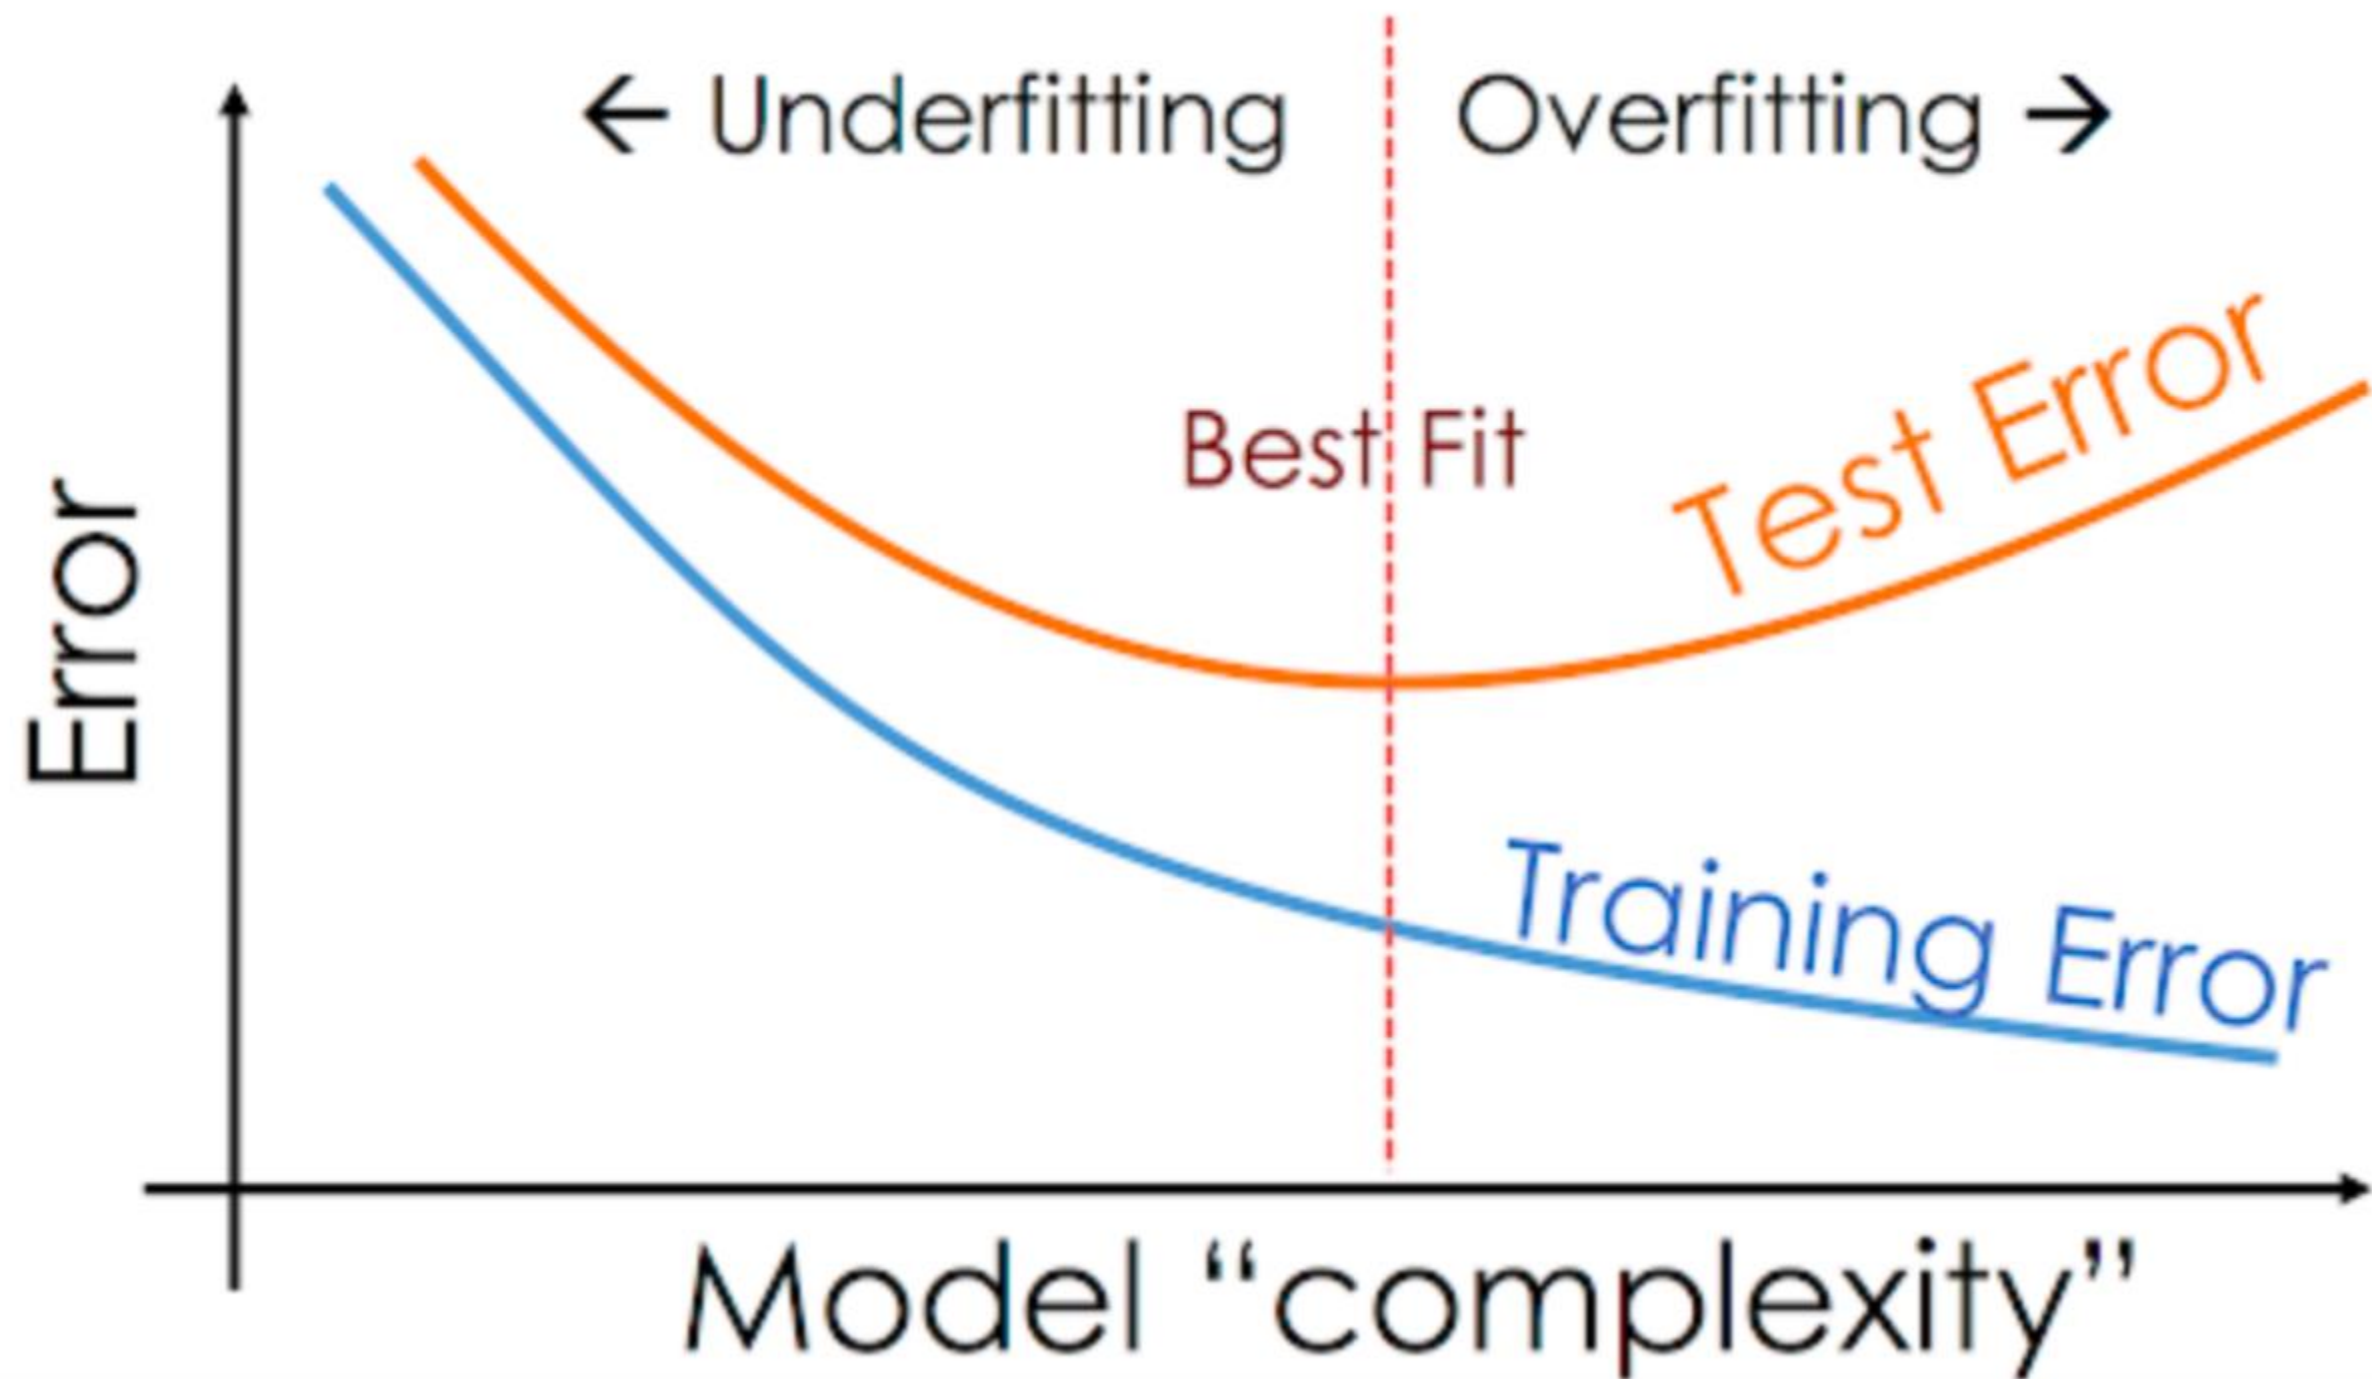 ← Underfitting
Overfitting →
Best Fit
Test Error
Error
Training Error
Model “complexity”